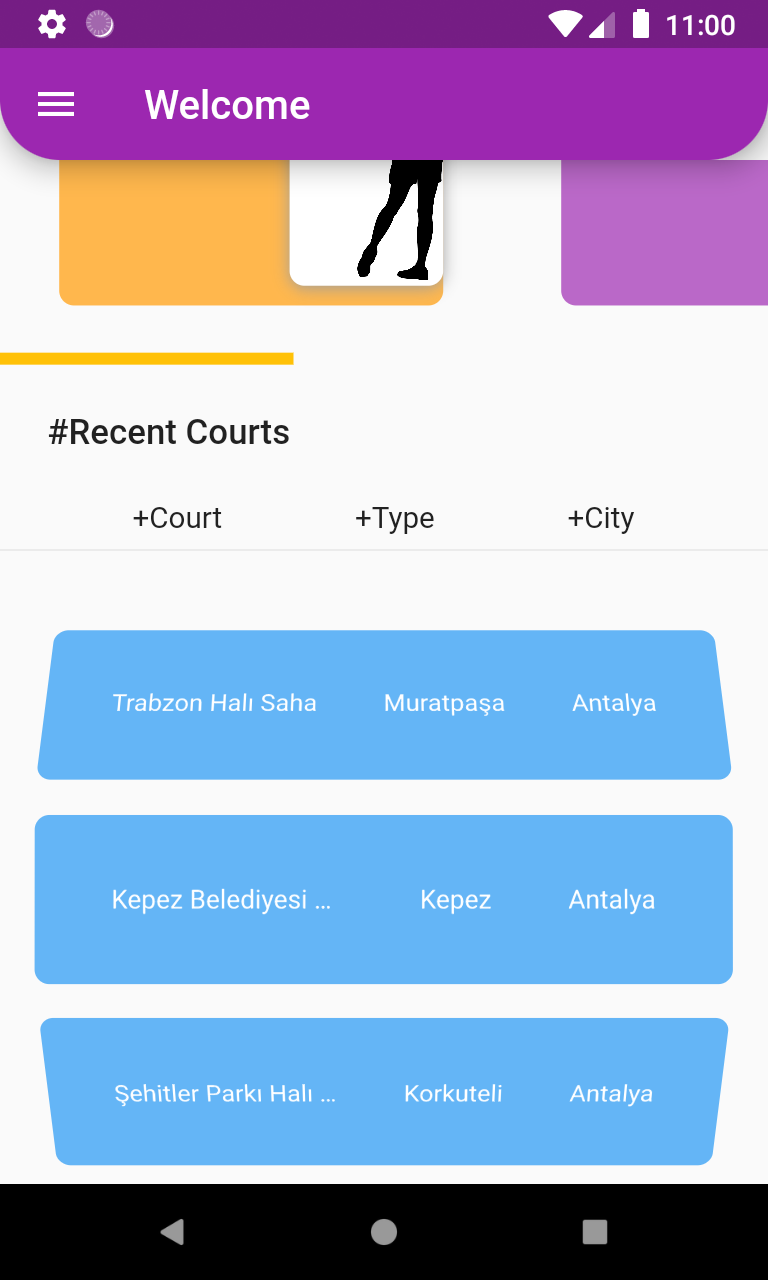 11:00
Welcome
#Recent Courts
+Court +Type +City
Trabzon Halı Saha Muratpaşa Antalya
Kepez Belediyesi ... Kepez Antalya
Şehitler Parkı Halı ... Korkuteli Antalya